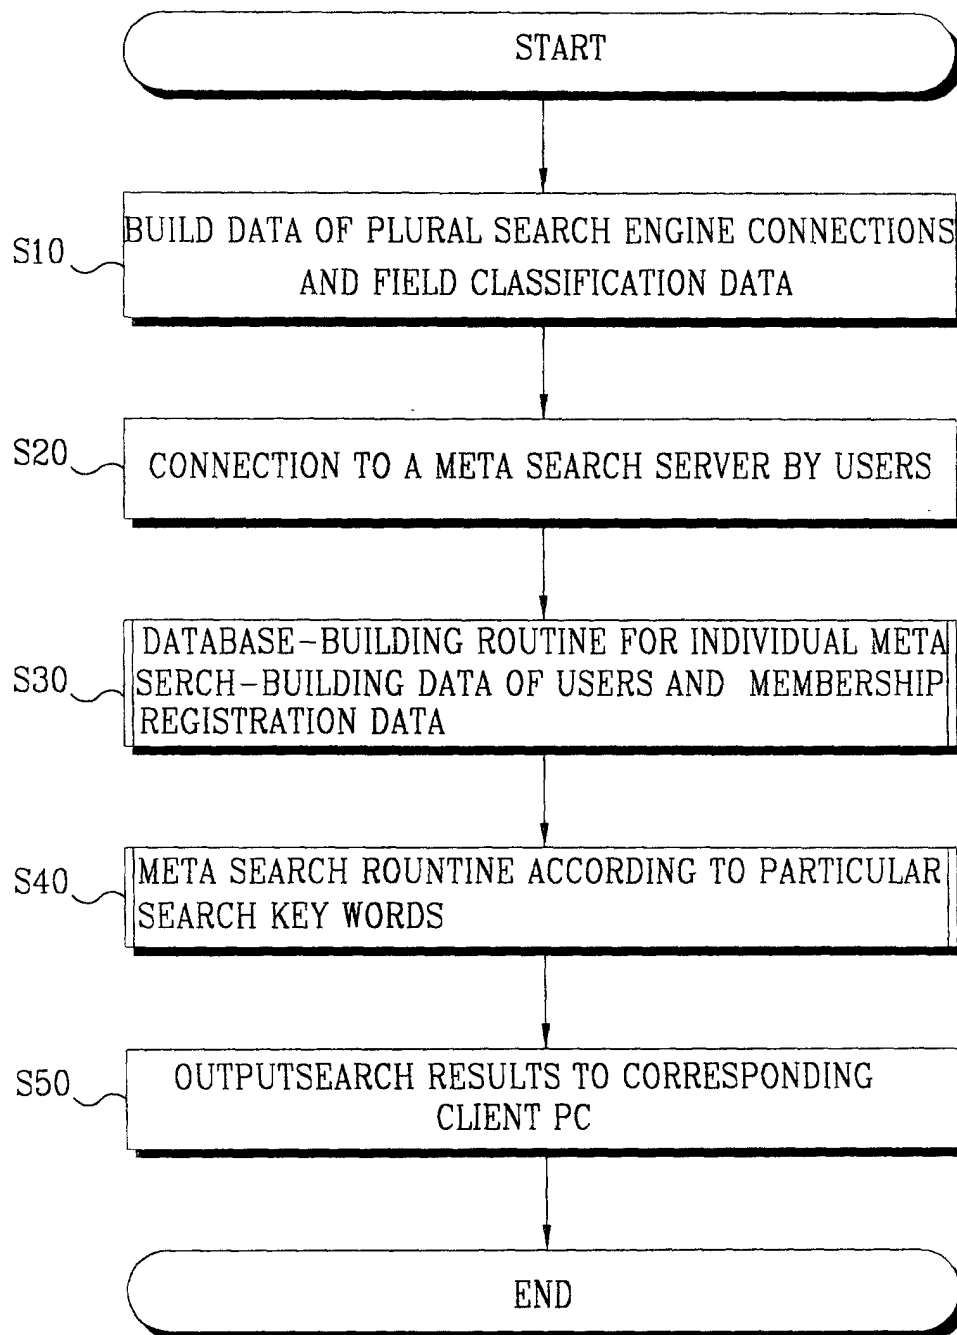 START
S10
BUILD DATA OF PLURAL SEARCH ENGINE CONNECTIONS
AND FIELD CLASSIFICATION DATA
S20
CONNECTION TO A META SEARCH SERVER BY USERS
S30
DATABASE-BUILDING ROUTINE FOR INDIVIDUAL META
SERCH-BUILDING DATA OF USERS AND MEMBERSHIP
REGISTRATION DATA
S40
META SEARCH ROUNTINE ACCORDING TO PARTICULAR
SEARCH KEY WORDS
S50
OUTPUTSEARCH RESULTS TO CORRESPONDING
CLIENT PC
END